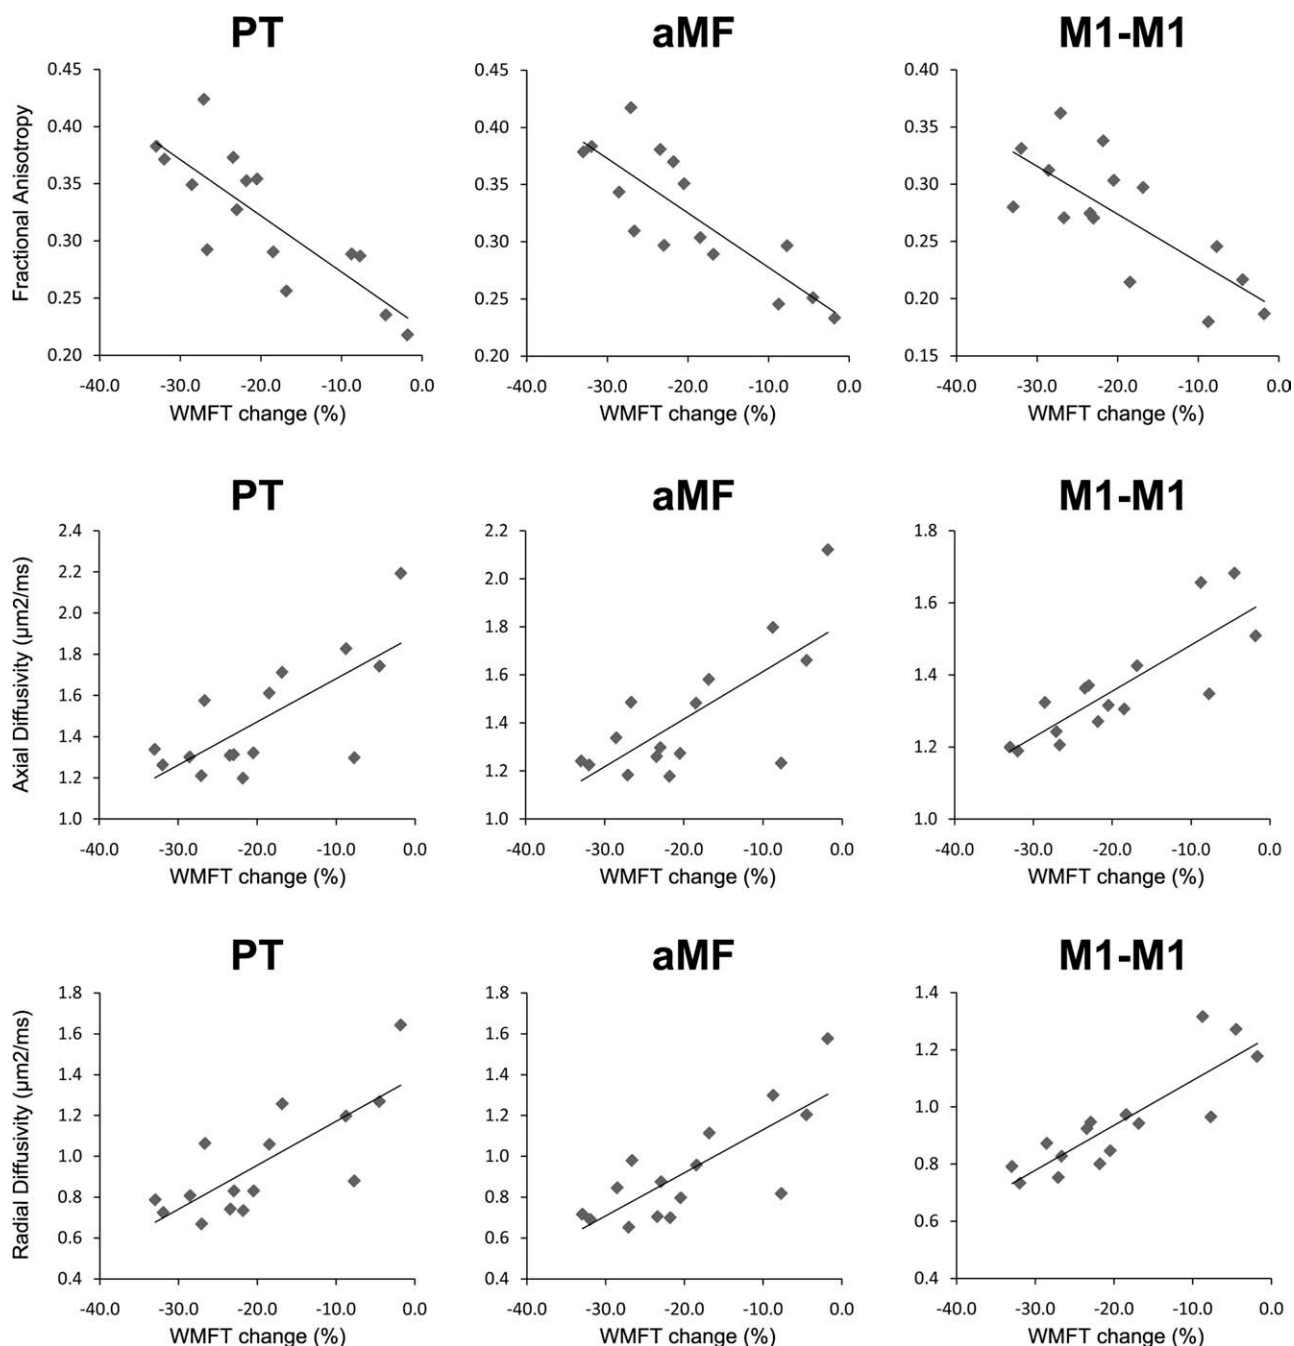 PT aMF M1-M1
Fractional Anisotropy
0.45 0.45 0.40
0.40 0.40 0.35
0.35 0.35 0.30
0.30 0.30 0.25
0.25 0.25 0.20
0.20 0.20 0.15
-40.0 -30.0 -20.0 -10.0 0.0 -40.0 -30.0 -20.0 -10.0 0.0 -40.0 -30.0 -20.0 -10.0 0.0
WMFT change (%) WMFT change (%) WMFT change (%)
PT aMF M1-M1
Axial Diffusivity (μm2/ms)
2.4 2.2 1.8
2.2 2.0 1.6
2.0 1.8 1.4
1.8 1.6 1.2
1.6 1.4 1.0
1.4 1.2
1.2 1.0
1.0
-40.0 -30.0 -20.0 -10.0 0.0 -40.0 -30.0 -20.0 -10.0 0.0 -40.0 -30.0 -20.0 -10.0 0.0
WMFT change (%) WMFT change (%) WMFT change (%)
PT aMF M1-M1
Radial Diffusivity (μm2/ms)
1.8 1.8 1.4
1.6 1.6 1.2
1.4 1.4 1.0
1.2 1.2 0.8
1.0 1.0 0.6
0.8 0.8 0.4
0.6 0.6
0.4 0.4
-40.0 -30.0 -20.0 -10.0 0.0 -40.0 -30.0 -20.0 -10.0 0.0 -40.0 -30.0 -20.0 -10.0 0.0
WMFT change (%) WMFT change (%) WMFT change (%)